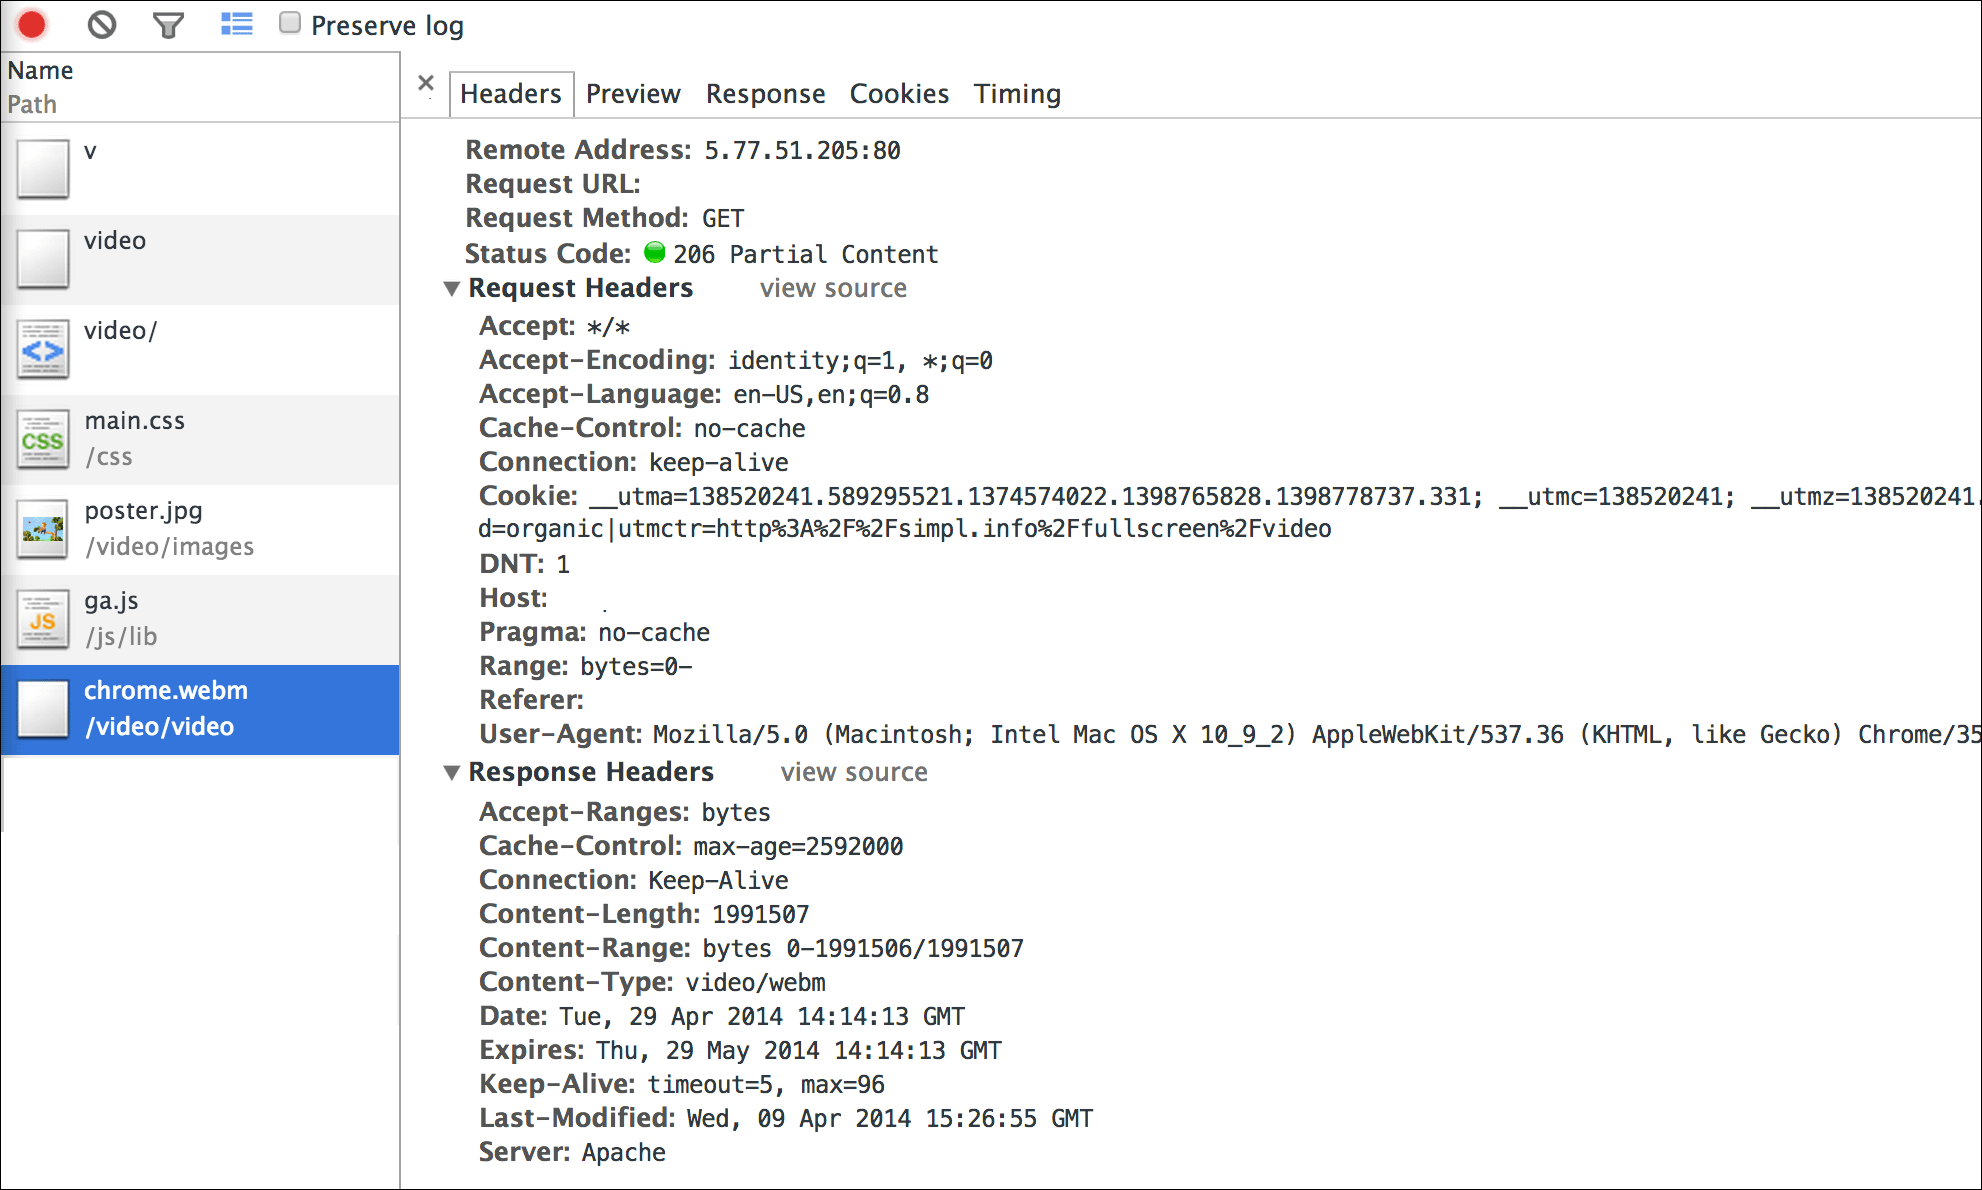 Preserve log
Name
Path
v
video
video/
main.css
/css
poster.jpg
/video/images
ga.js
/js/lib
chrome.webm
/video/video
× Headers Preview Response Cookies Timing
Remote Address: 5.77.51.205:80
Request URL:
Request Method: GET
Status Code: 206 Partial Content
Request Headers view source
Accept: */*
Accept-Encoding: identity;q=1, *;q=0
Accept-Language: en-US,en;q=0.8
Cache-Control: no-cache
Connection: keep-alive
Cookie: __utma=138520241.589295521.1374574022.1398765828.1398778737.331; __utmc=138520241; __utmz=138520241.
d=organic|utmctr=http%3A%2F%2Fsimpl.info%2Ffullscreen%2Fvideo
DNT: 1
Host:
Pragma: no-cache
Range: bytes=0-
Referer:
User-Agent: Mozilla/5.0 (Macintosh; Intel Mac OS X 10_9_2) AppleWebKit/537.36 (KHTML, like Gecko) Chrome/35
Response Headers view source
Accept-Ranges: bytes
Cache-Control: max-age=2592000
Connection: Keep-Alive
Content-Length: 1991507
Content-Range: bytes 0-1991506/1991507
Content-Type: video/webm
Date: Tue, 29 Apr 2014 14:14:13 GMT
Expires: Thu, 29 May 2014 14:14:13 GMT
Keep-Alive: timeout=5, max=96
Last-Modified: Wed, 09 Apr 2014 15:26:55 GMT
Server: Apache
CSS
JS